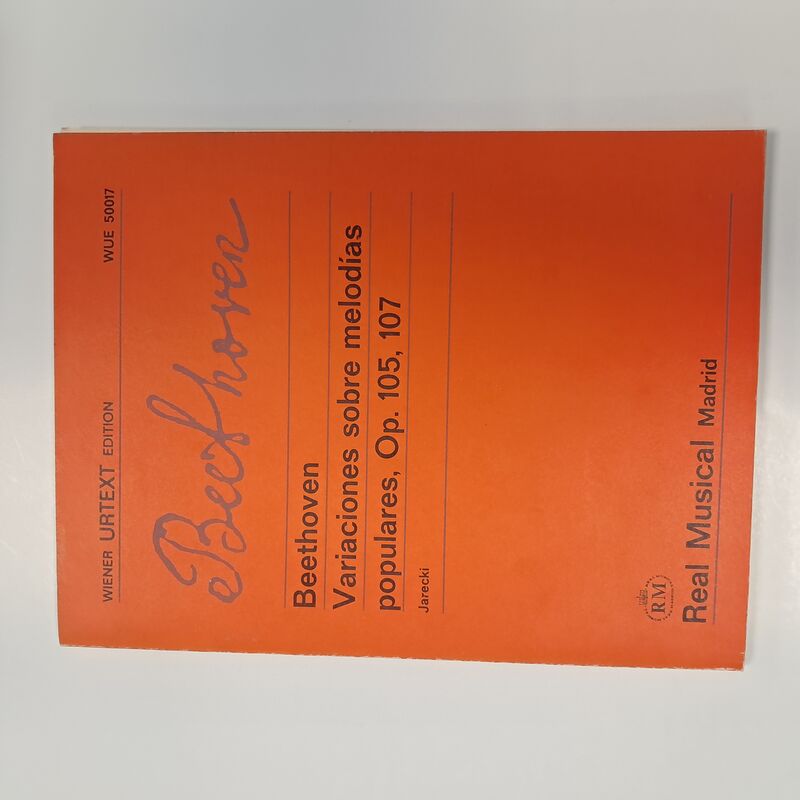 WIENER URTEXT EDITION WUE 50017
Beethoven
Beethoven
Variaciones sobre melodías
populares, Op. 105, 107
Jarecki
RM
Real Musical Madrid